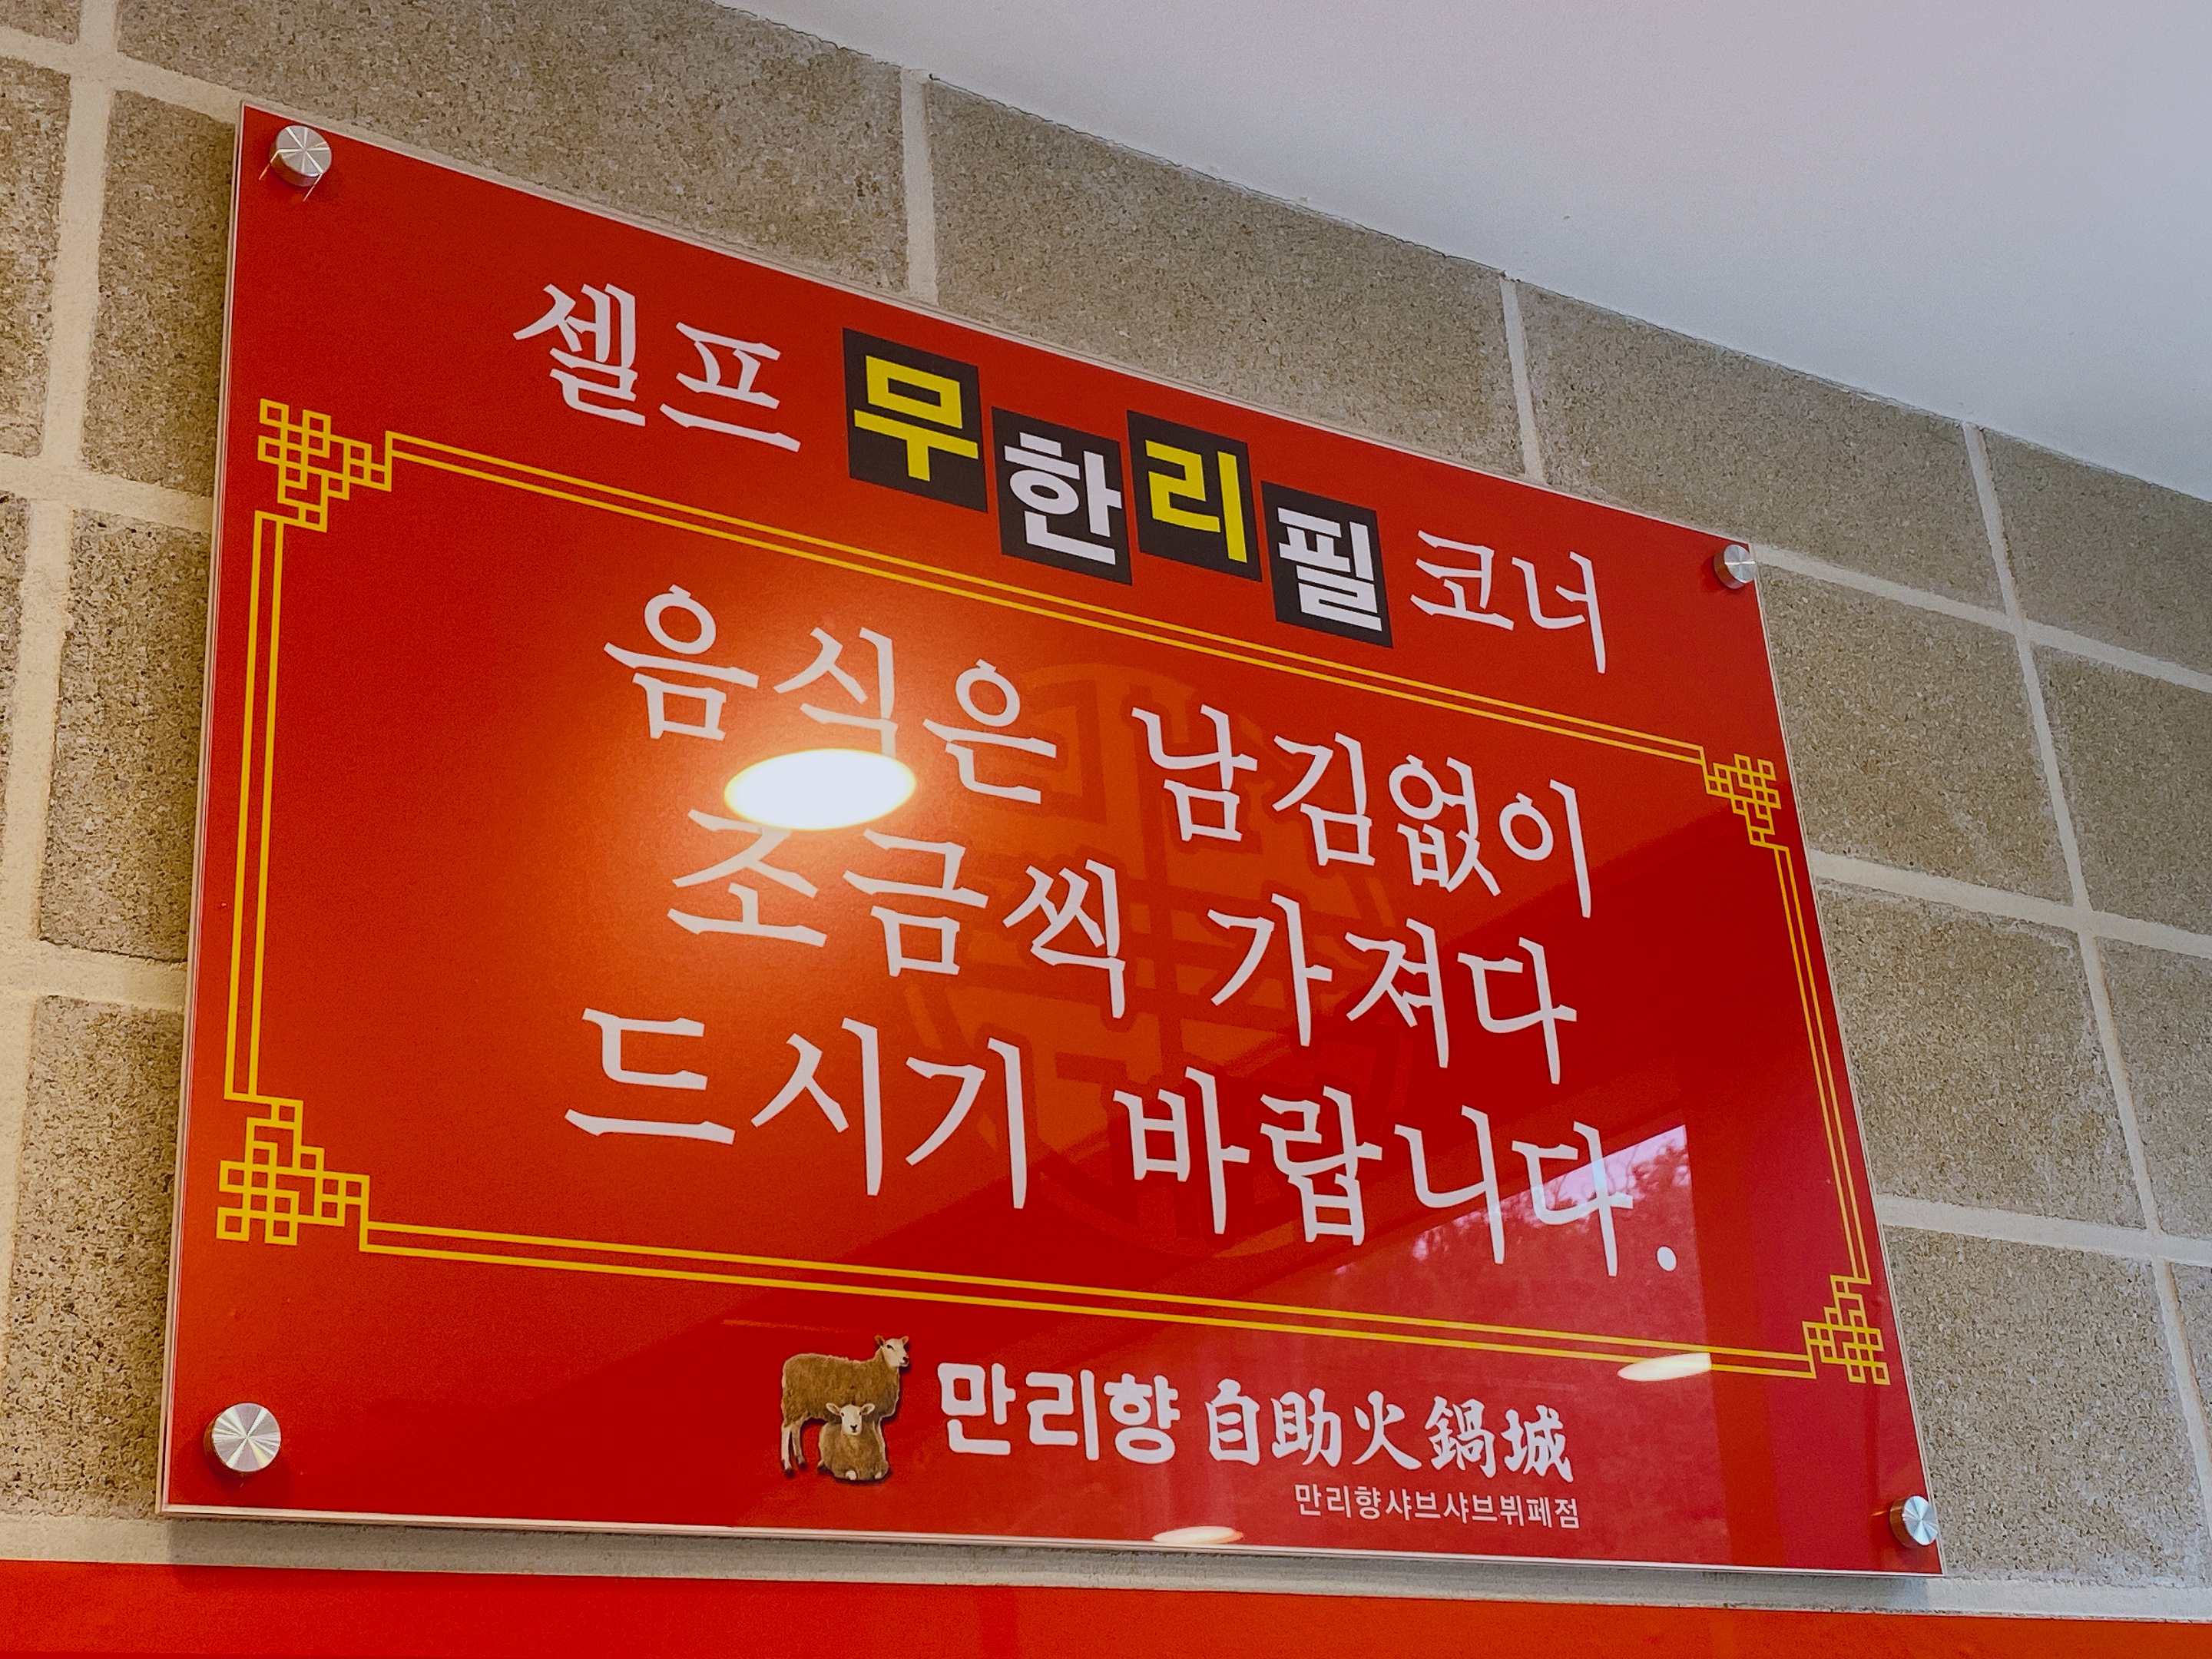 셀프 무한리필 코너
음식은 남김없이
조금씩 가져다
드시기 바랍니다.
만리향 自助火鍋城
만리향샤브샤브뷔페점